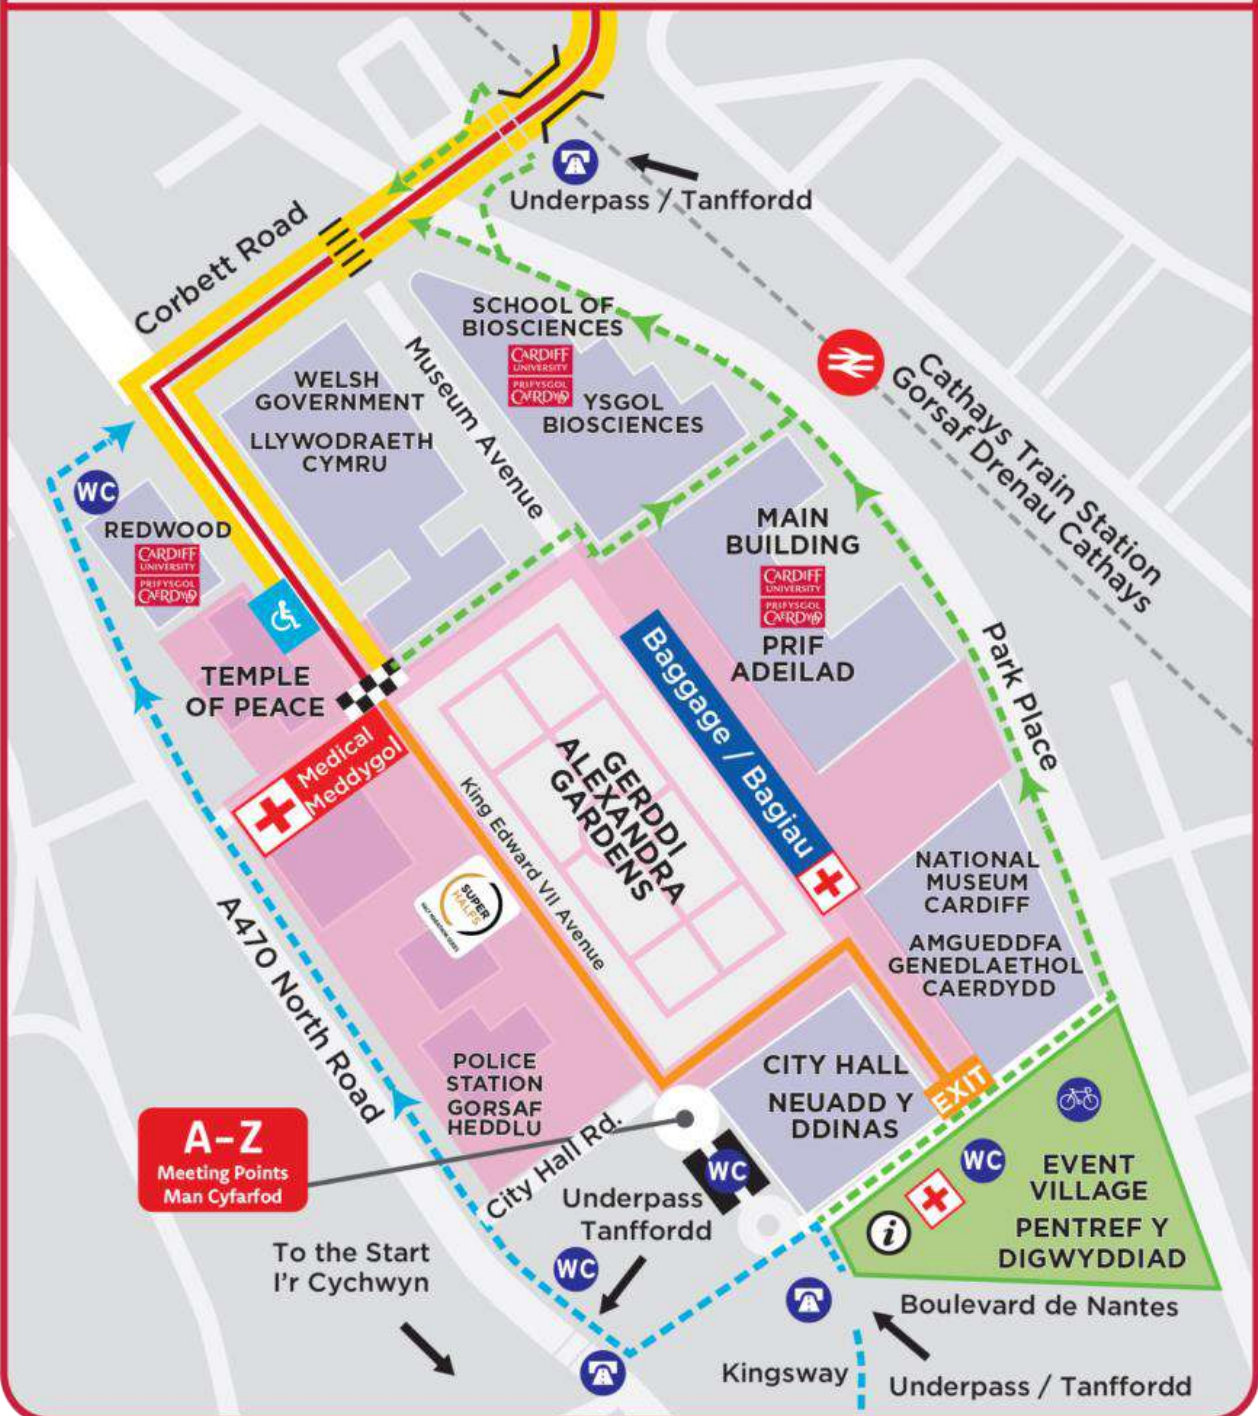 Underpass / Tanffordd
Corbett Road
SCHOOL OF
BIOSCIENCES
CARDIFF
UNIVERSITY
PRIFYSGOL
CAERDYDD
YSGOL
BIOSCIENCES
Museum Avenue
WELSH
GOVERNMENT
LLYWODRAETH
CYMRU
Cathays Train Station
Gorsaf Drenau Cathays
WC
REDWOOD
CARDIFF
UNIVERSITY
PRIFYSGOL
CAERDYDD
MAIN
BUILDING
CARDIFF
UNIVERSITY
PRIFYSGOL
CAERDYDD
PRIF
ADEILAD
Park Place
TEMPLE
OF PEACE
Baggage / Bagiau
Medical
Meddygol
GERDDI
ALEXANDRA
GARDENS
King Edward VII Avenue
SUPER
HALFS
HALF MARATHON SERIES
NATIONAL
MUSEUM
CARDIFF
AMGUEDDFA
GENEDLAETHOL
CAERDYDD
A470 North Road
POLICE
STATION
GORSAF
HEDDLU
CITY HALL
NEUADD Y
DDINAS
EXIT
A-Z
Meeting Points
Man Cyfarfod
City Hall Rd.
WC
WC
EVENT
VILLAGE
PENTREF Y
DIGWYDDIAD
i
Underpass
Tanffordd
WC
To the Start
I'r Cychwyn
Boulevard de Nantes
Kingsway
Underpass / Tanffordd